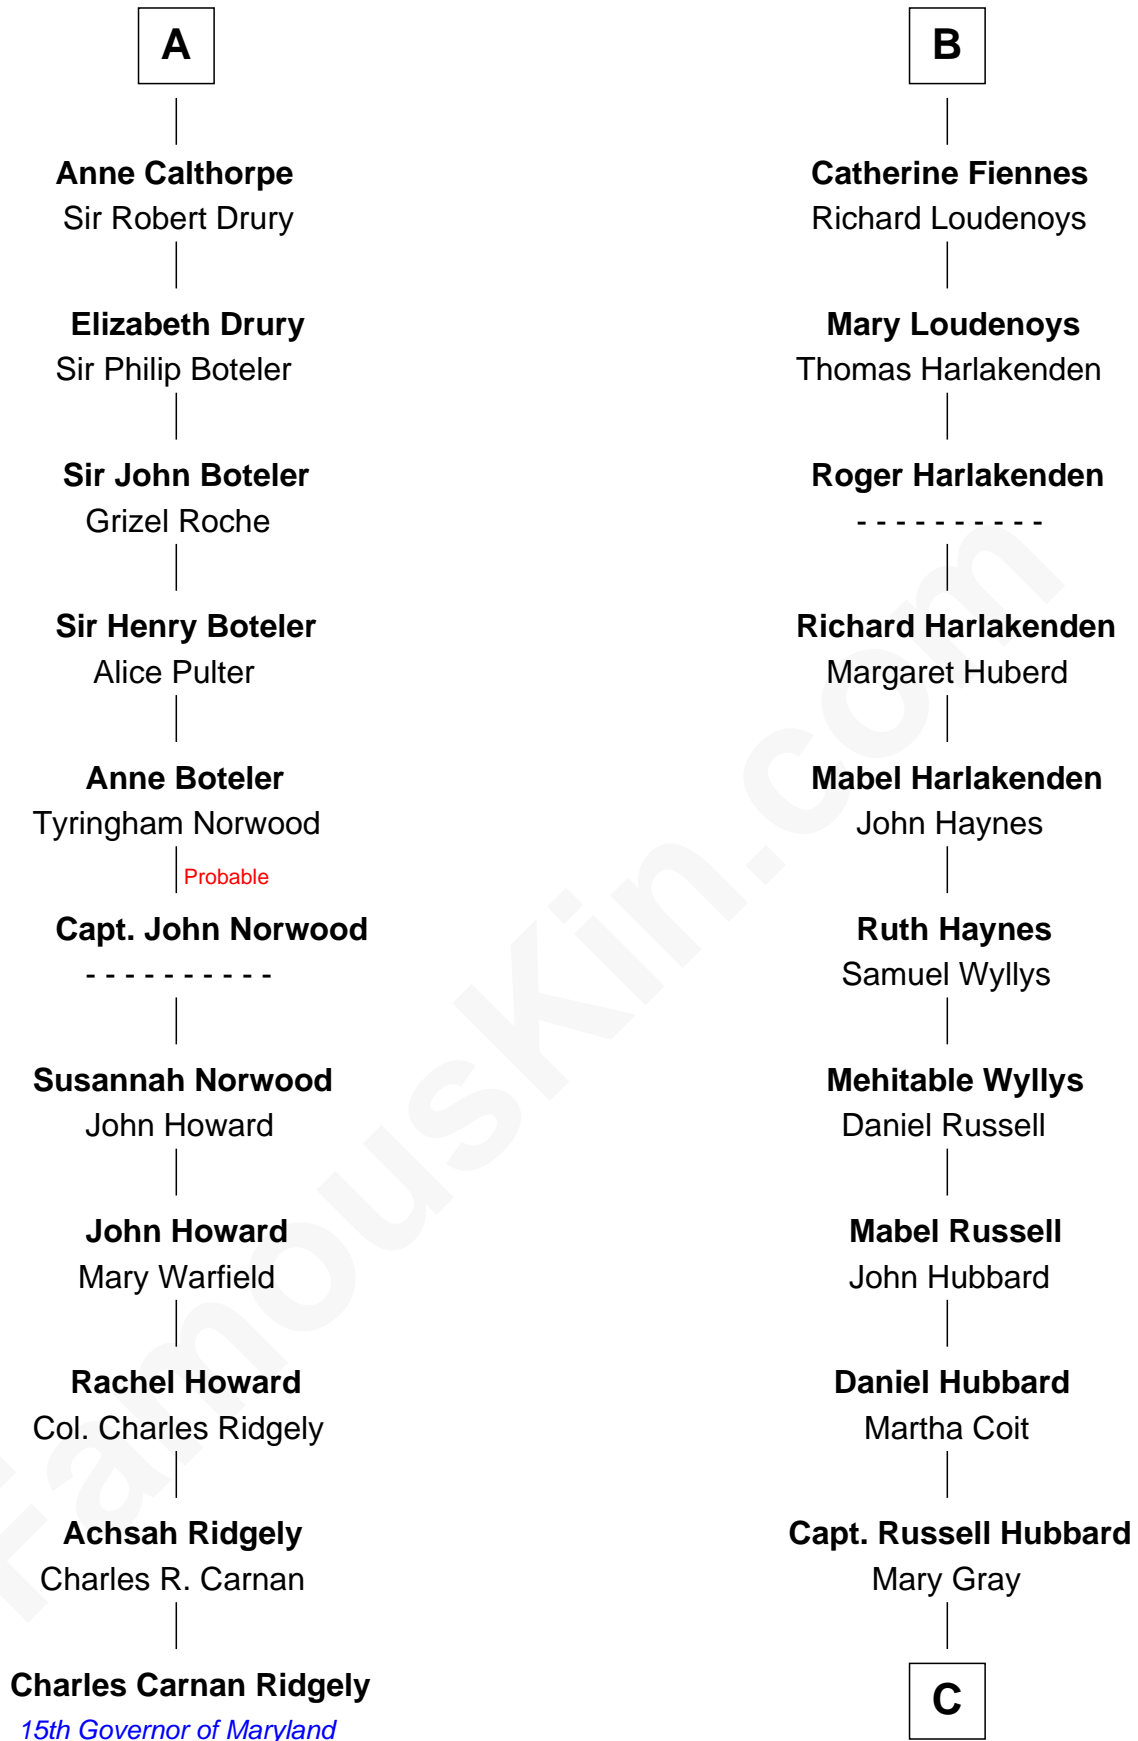 A
Anne Calthorpe
Sir Robert Drury
Elizabeth Drury
Sir Philip Boteler
Sir John Boteler
Grizel Roche
Sir Henry Boteler
Alice Pulter
Anne Boteler
Tyringham Norwood
Probable
Capt. John Norwood
- - - - - - - - - -
Susannah Norwood
John Howard
John Howard
Mary Warfield
Rachel Howard
Col. Charles Ridgely
Achsah Ridgely
Charles R. Carnan
Charles Carnan Ridgely
15th Governor of Maryland
B
Catherine Fiennes
Richard Loudenoys
Mary Loudenoys
Thomas Harlakenden
Roger Harlakenden
- - - - - - - - - -
Richard Harlakenden
Margaret Huberd
Mabel Harlakenden
John Haynes
Ruth Haynes
Samuel Wyllys
Mehitable Wyllys
Daniel Russell
Mabel Russell
John Hubbard
Daniel Hubbard
Martha Coit
Capt. Russell Hubbard
Mary Gray
C
FamousKin.com